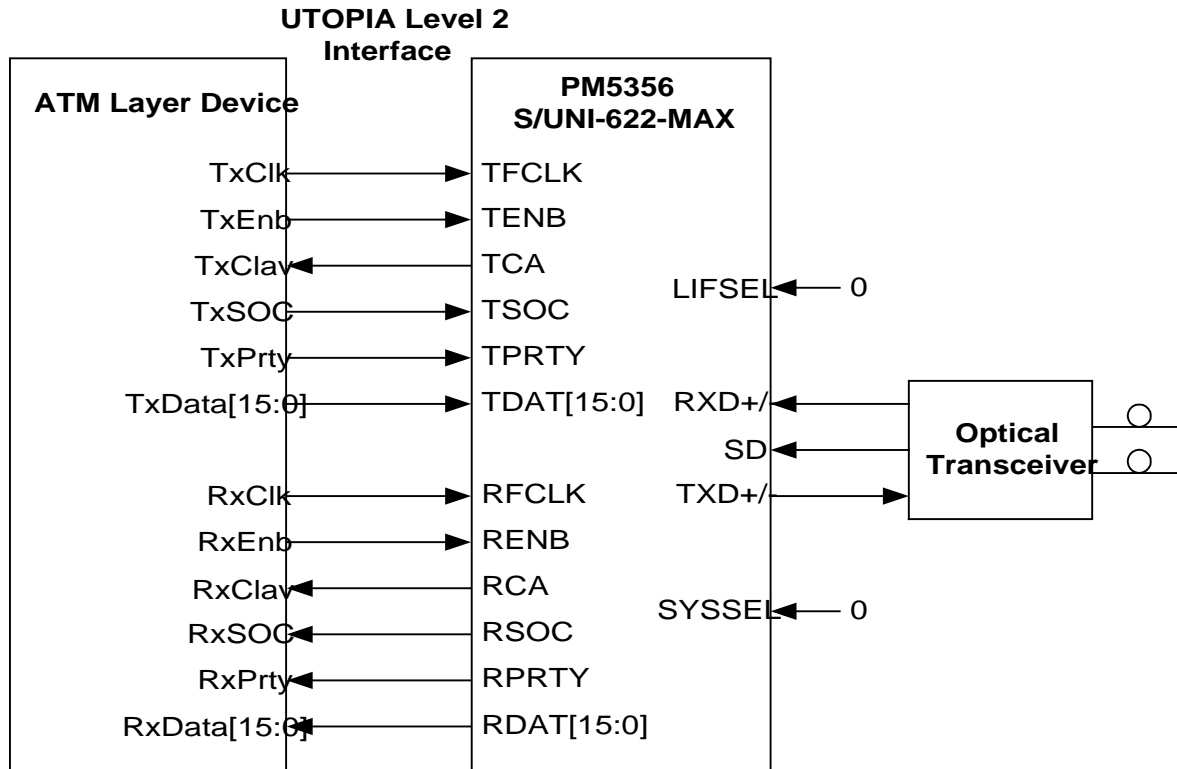 UTOPIA Level 2
Interface
ATM Layer Device
PM5356
S/UNI-622-MAX
TxClk
TFCLK
TxEnb
TENB
TxClav
TCA
LIFSEL
0
TxSOC
TSOC
TxPrty
TPRTY
TxData[15:0]
TDAT[15:0]
RXD+/-
Optical
Transceiver
SD
RxClk
RFCLK
TXD+/-
RxEnb
RENB
RxClav
RCA
SYSSEL
0
RxSOC
RSOC
RxPrty
RPRTY
RxData[15:0]
RDAT[15:0]